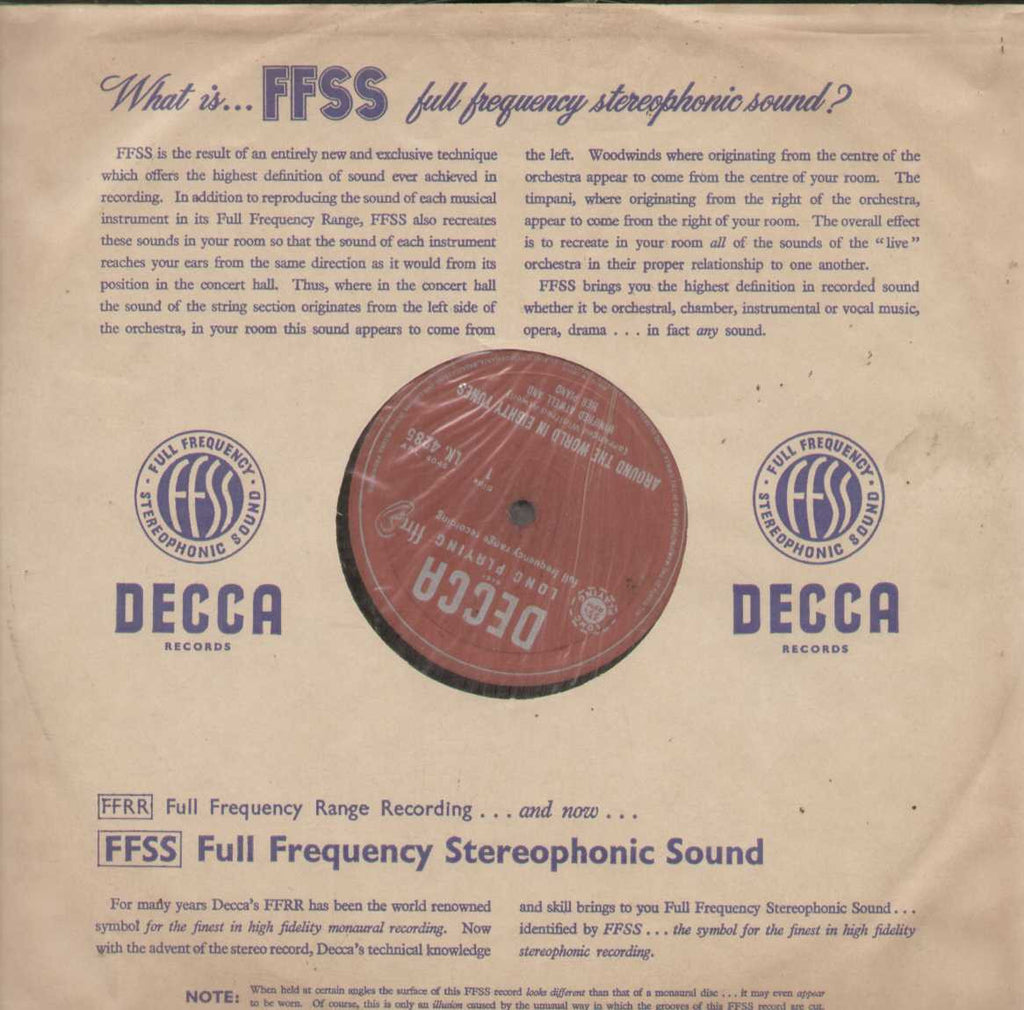 What is... FFSS full frequency stereophonic sound?
FFSS is the result of an entirely new and exclusive technique
which offers the highest definition of sound ever achieved in
recording. In addition to reproducing the sound of each musical
instrument in its Full Frequency Range, FFSS also recreates
these sounds in your room so that the sound of each instrument
reaches your ears from the same direction as it would from its
position in the concert hall. Thus, where in the concert hall
the sound of the string section originates from the left side of
the orchestra, in your room this sound appears to come from
the left. Woodwinds where originating from the centre of the
orchestra appear to come from the centre of your room. The
timpani, where originating from the right of the orchestra,
appear to come from the right of your room. The overall effect
is to recreate in your room all of the sounds of the "live"
orchestra in their proper relationship to one another.
FFSS brings you the highest definition in recorded sound
whether it be orchestral, chamber, instrumental or vocal music,
opera, drama . . . in fact any sound.
FULL FREQUENCY
FFSS
STEREOPHONIC SOUND
DECCA
RECORDS
DECCA
LONG PLAYING ffrr
full frequency range recording
Side
1
LK. 4285
AROUND THE WORLD IN EIGHTY TUNES
WINIFRED ATWELL AND
HER PIANO
FULL FREQUENCY
FFSS
STEREOPHONIC SOUND
DECCA
RECORDS
FFRR Full Frequency Range Recording . . . and now . . .
FFSS Full Frequency Stereophonic Sound
For many years Decca's FFRR has been the world renowned
symbol for the finest in high fidelity monaural recording. Now
with the advent of the stereo record, Decca's technical knowledge
and skill brings to you Full Frequency Stereophonic Sound . . .
identified by FFSS . . . the symbol for the finest in high fidelity
stereophonic recording.
NOTE: When held at certain angles the surface of this FFSS record looks different than that of a monaural disc . . . it may even appear
to be worn. Of course, this is only an illusion caused by the unusual way in which the grooves of this FFSS record are cut.